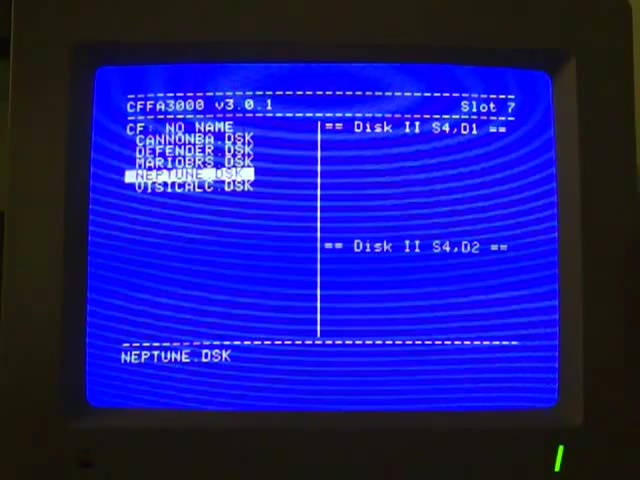 CFFA3000 v3.0.1 Slot 7
CF: NO NAME
CANNONBA.DSK
DEFENDER.DSK
MARIOBRS.DSK
NEPTUNE.DSK
VISICALC.DSK
== Disk II S4,D1 ==
== Disk II S4,D2 ==
NEPTUNE.DSK